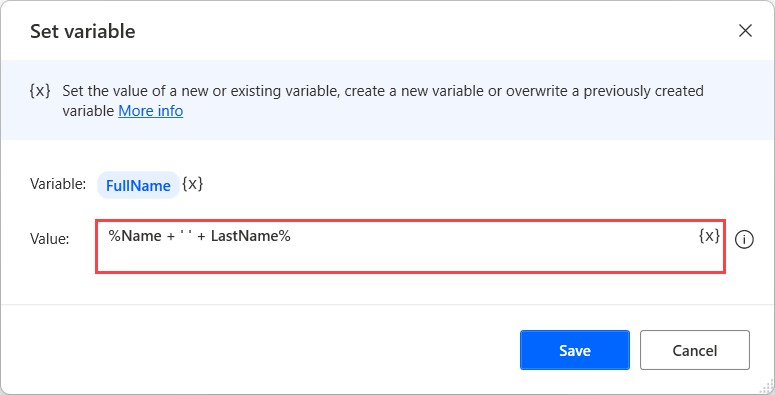 Set variable
{x} Set the value of a new or existing variable, create a new variable or overwrite a previously created
variable More info
Variable: FullName {x}
Value: %Name + ' ' + LastName% {x}
Save Cancel